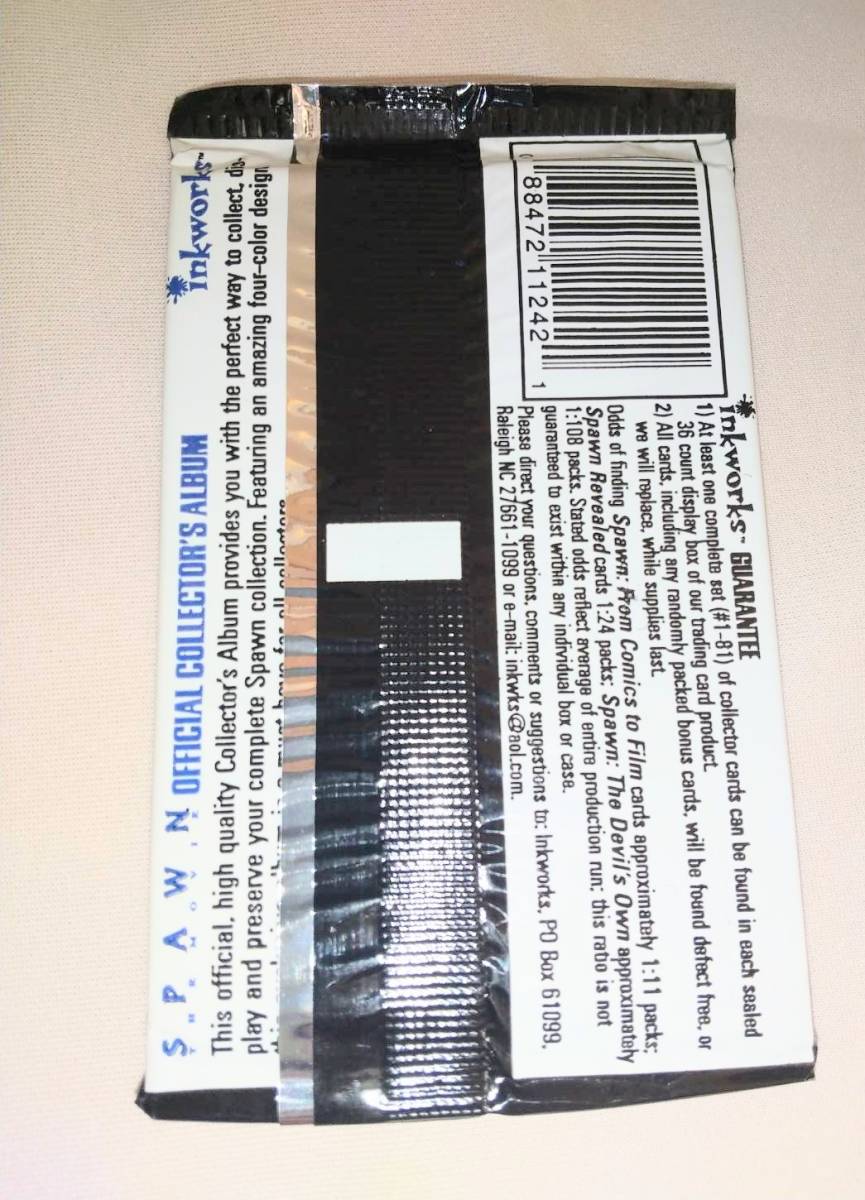 Inkworks™ GUARANTEE
1) At least one complete set (#1-81) of collector cards can be found in each sealed
36 count display box of our trading card product.
2) All cards, including any randomly packed bonus cards, will be found defect free, or
we will replace, while supplies last.
Odds of finding Spawn: From Comics to Film cards approximately 1:11 packs;
Spawn Revealed cards 1:24 packs; Spawn: The Devil's Own approximately
1:108 packs. Stated odds reflect average of entire production run; this ratio is not
guaranteed to exist within any individual box or case.
Please direct your questions, comments or suggestions to: Inkworks, PO Box 61099,
Raleigh NC 27661-1099 or e-mail: inkwks@aol.com.
0 88472 11242 1
SPAWN OFFICIAL COLLECTOR'S ALBUM Inkworks™
THE MOVIE
This official, high quality Collector's Album provides you with the perfect way to collect, dis-
play and preserve your complete Spawn collection. Featuring an amazing four-color design